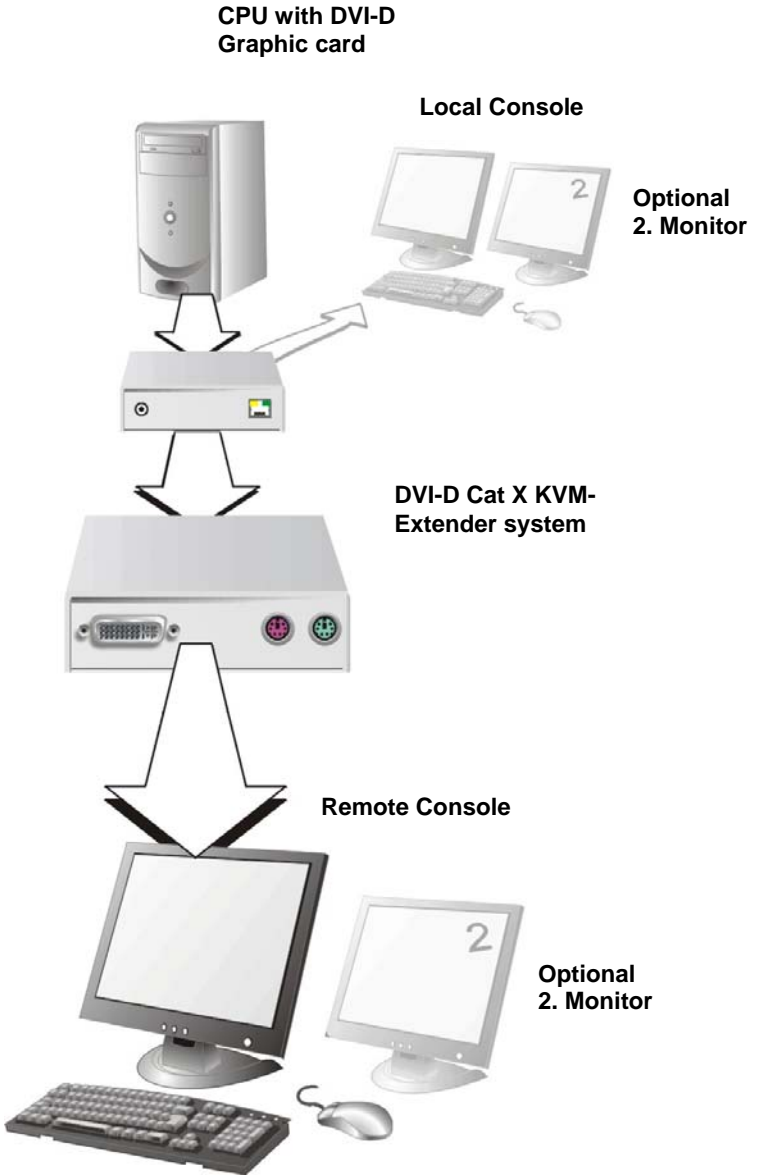 CPU with DVI-D
Graphic card
Local Console
2
Optional
2. Monitor
DVI-D Cat X KVM-
Extender system
Remote Console
2
Optional
2. Monitor